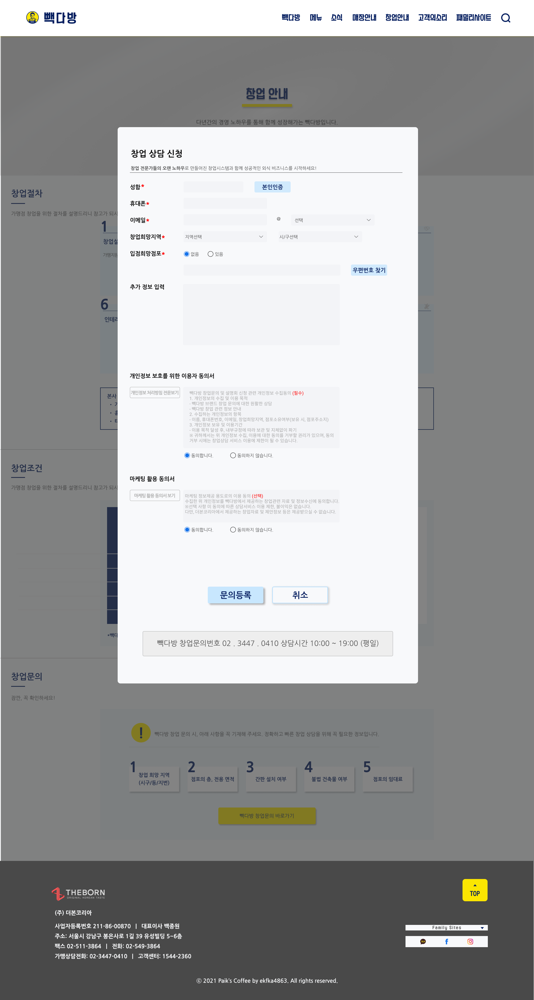 빽다방
빽다방 메뉴 소식 매장안내 창업안내 고객의소리 패밀리사이트
창업 안내
다년간의 경영 노하우를 통해 함께 성장해가는 빽다방입니다.
창업 상담 신청
창업 전문가들의 오랜 노하우로 만들어진 창업시스템과 함께 성공적인 외식 비즈니스를 시작하세요!
성함* 본인인증
휴대폰*
이메일* @ 선택
창업희망지역* 지역선택 시/구선택
입점희망점포* 없음 있음
우편번호 찾기
추가 정보 입력
개인정보 보호를 위한 이용자 동의서
개인정보 처리방침 전문보기
빽다방 창업문의 및 설명회 신청 관련 개인정보 수집동의 (필수)
1. 개인정보의 수집 및 이용 목적
- 빽다방 브랜드 창업 문의에 대한 원활한 상담
- 빽다방 창업 관련 정보 안내
2. 수집하는 개인정보의 항목
- 이름, 휴대폰번호, 이메일, 창업희망지역, 점포소유여부(보유 시, 점포주소지)
3. 개인정보 보유 및 이용기간
- 이용 목적 달성 후, 내부규정에 따라 보관 및 지체없이 파기
※ 귀하께서는 위 개인정보 수집, 이용에 대한 동의를 거부할 권리가 있으며, 동의
거부 시에는 창업상담 서비스 이용에 제한이 될 수 있습니다.
동의합니다. 동의하지 않습니다.
마케팅 활용 동의서
마케팅 활용 동의서 보기
마케팅 정보제공 용도로의 이용 동의 (선택)
수집한 위 개인정보를 빽다방에서 제공하는 창업관련 자료 및 정보수신에 동의합니다.
※선택 사항 미 동의에 따른 상담서비스 이용 제한, 불이익은 없습니다.
다만, 더본코리아에서 제공하는 창업자료 및 제안정보 등은 제공받으실 수 없습니다.
동의합니다. 동의하지 않습니다.
문의등록 취소
빽다방 창업문의번호 02 . 3447 . 0410 상담시간 10:00 ~ 19:00 (평일)
창업절차
가맹점 창업을 위한 절차를 설명드리니 참고가 되시
1
창업설
가맹지원
6
인테리
본사
창업조건
가맹점 창업을 위한 절차를 설명드리니 참고가 되시
*빽다
창업문의
잠깐, 꼭 확인하세요!
! 빽다방 창업 문의 시, 아래 사항을 꼭 기재해 주세요. 정확하고 빠른 창업 상담을 위해 꼭 필요한 정보입니다.
1 창업 희망 지역
(시구/동/지번)
2 점포의 층, 전용 면적
3 간판 설치 여부
4 불법 건축물 여부
5 점포의 임대료
빽다방 창업문의 바로가기
THEBORN
ORIGINAL KOREAN TASTE
TOP
(주) 더본코리아
사업자등록번호 211-86-00870 | 대표이사 백종원
주소: 서울시 강남구 봉은사로 1길 39 유성빌딩 5~6층
팩스 02-511-3864 | 전화: 02-549-3864
가맹상담전화: 02-3447-0410 | 고객센터: 1544-2360
Family Sites
TALK
ⓒ 2021 Paik's Coffee by ekfka4863. All rights reserved.